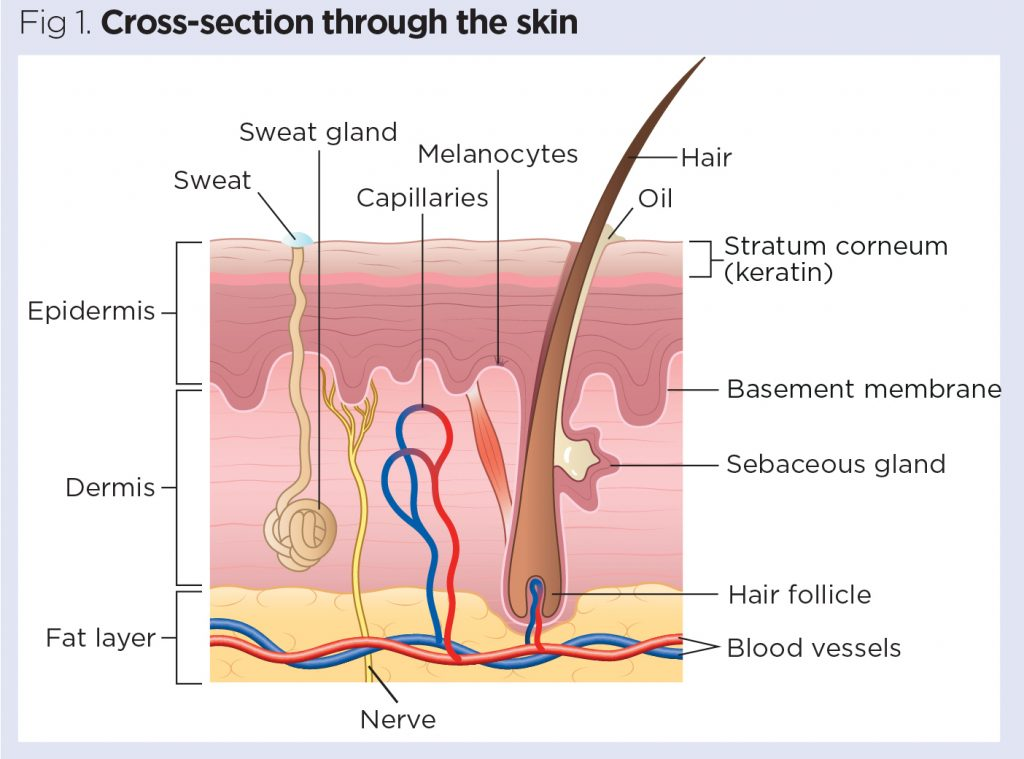 Fig 1. Cross-section through the skin
Sweat gland
Melanocytes
Hair
Sweat
Capillaries
Oil
Stratum corneum
(keratin)
Epidermis
Basement membrane
Sebaceous gland
Dermis
Hair follicle
Fat layer
Blood vessels
Nerve